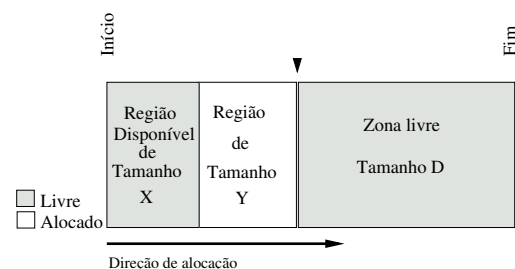 Início
Fim
Região
Disponível
de
Tamanho
X
Região
de
Tamanho
Y
Zona livre
Tamanho D
Livre
Alocado
Direção de alocação